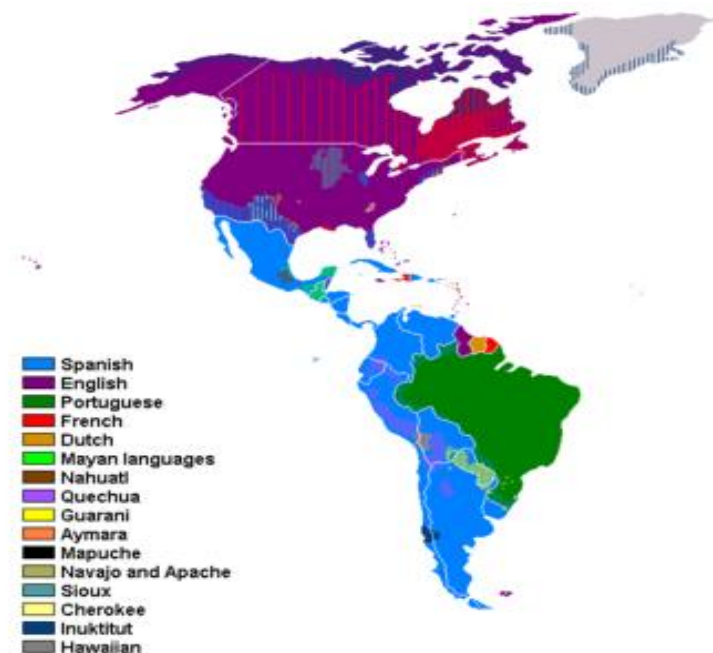 Spanish
English
Portuguese
French
Dutch
Mayan languages
Nahuatl
Quechua
Guarani
Aymara
Mapuche
Navajo and Apache
Sioux
Cherokee
Inuktitut
Hawaiian